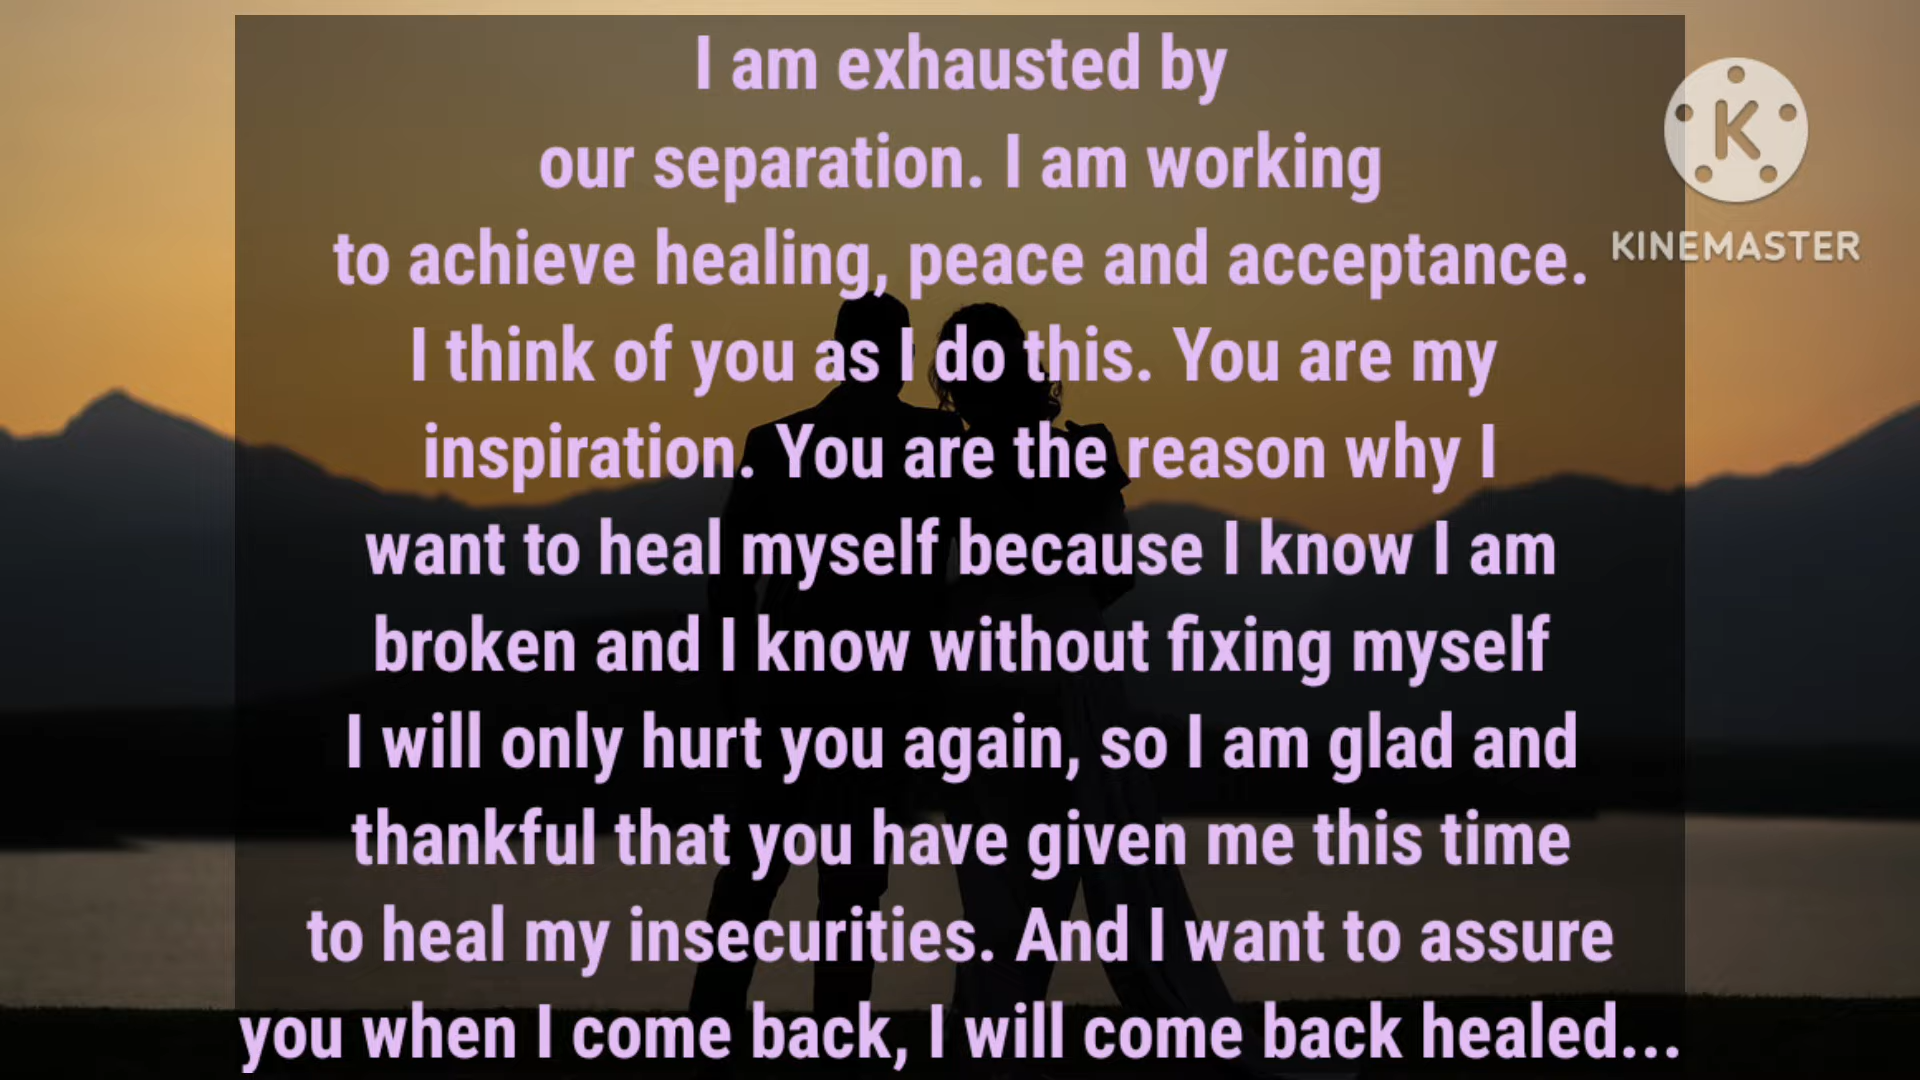 I am exhausted by
our separation. I am working
to achieve healing, peace and acceptance.
I think of you as I do this. You are my
inspiration. You are the reason why I
want to heal myself because I know I am
broken and I know without fixing myself
I will only hurt you again, so I am glad and
thankful that you have given me this time
to heal my insecurities. And I want to assure
you when I come back, I will come back healed...
K
KINEMASTER